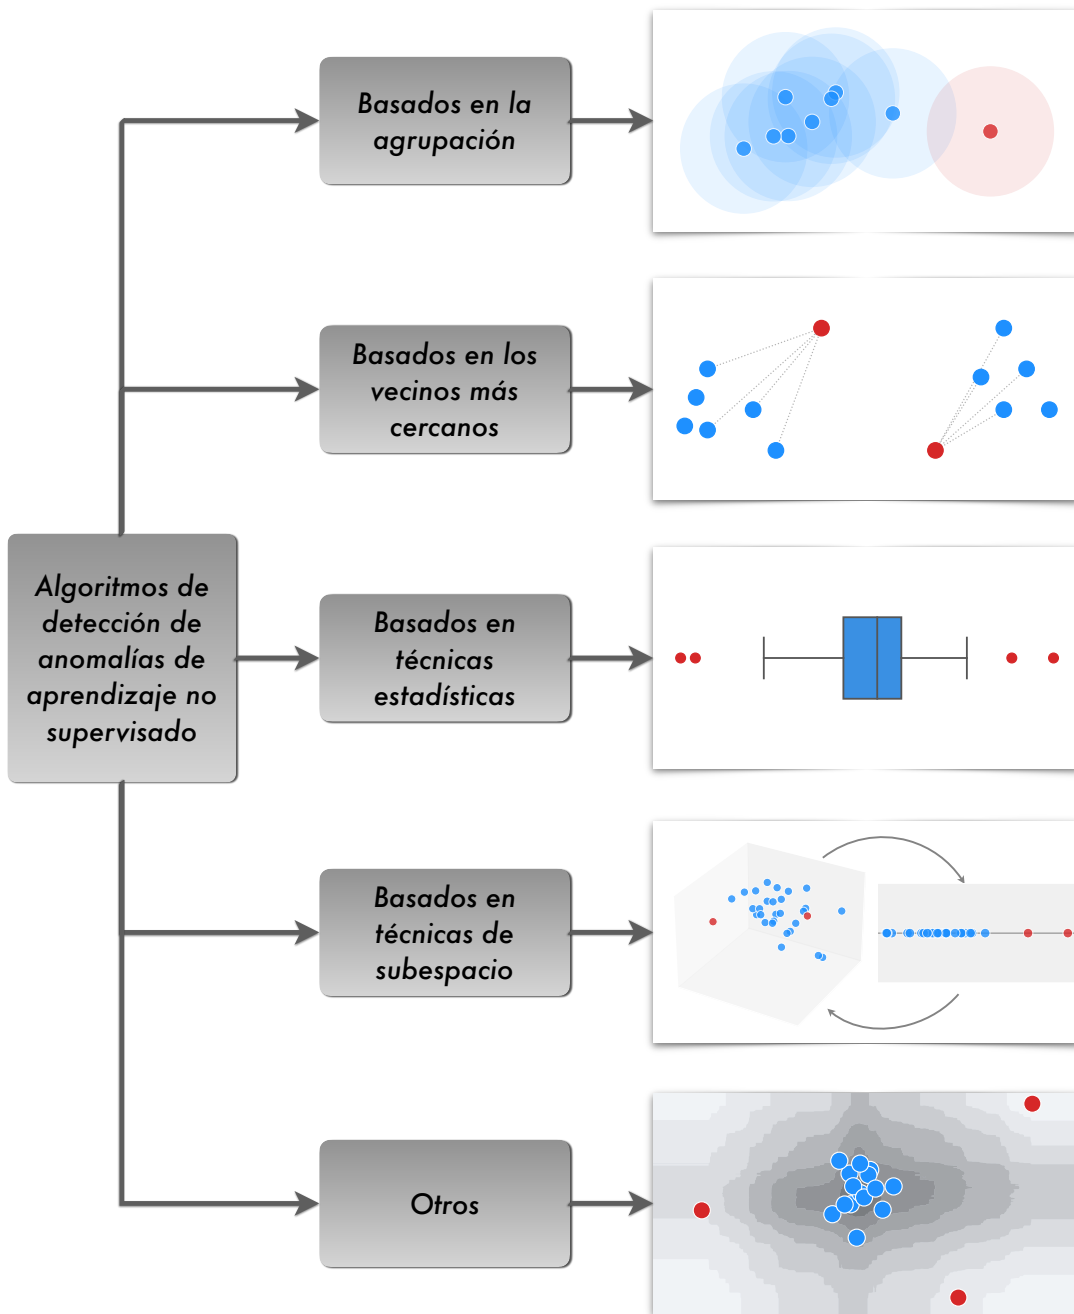 Basados en la
agrupación
Basados en los
vecinos más
cercanos
Algoritmos de
detección de
anomalías de
aprendizaje no
supervisado
Basados en
técnicas
estadísticas
Basados en
técnicas de
subespacio
Otros